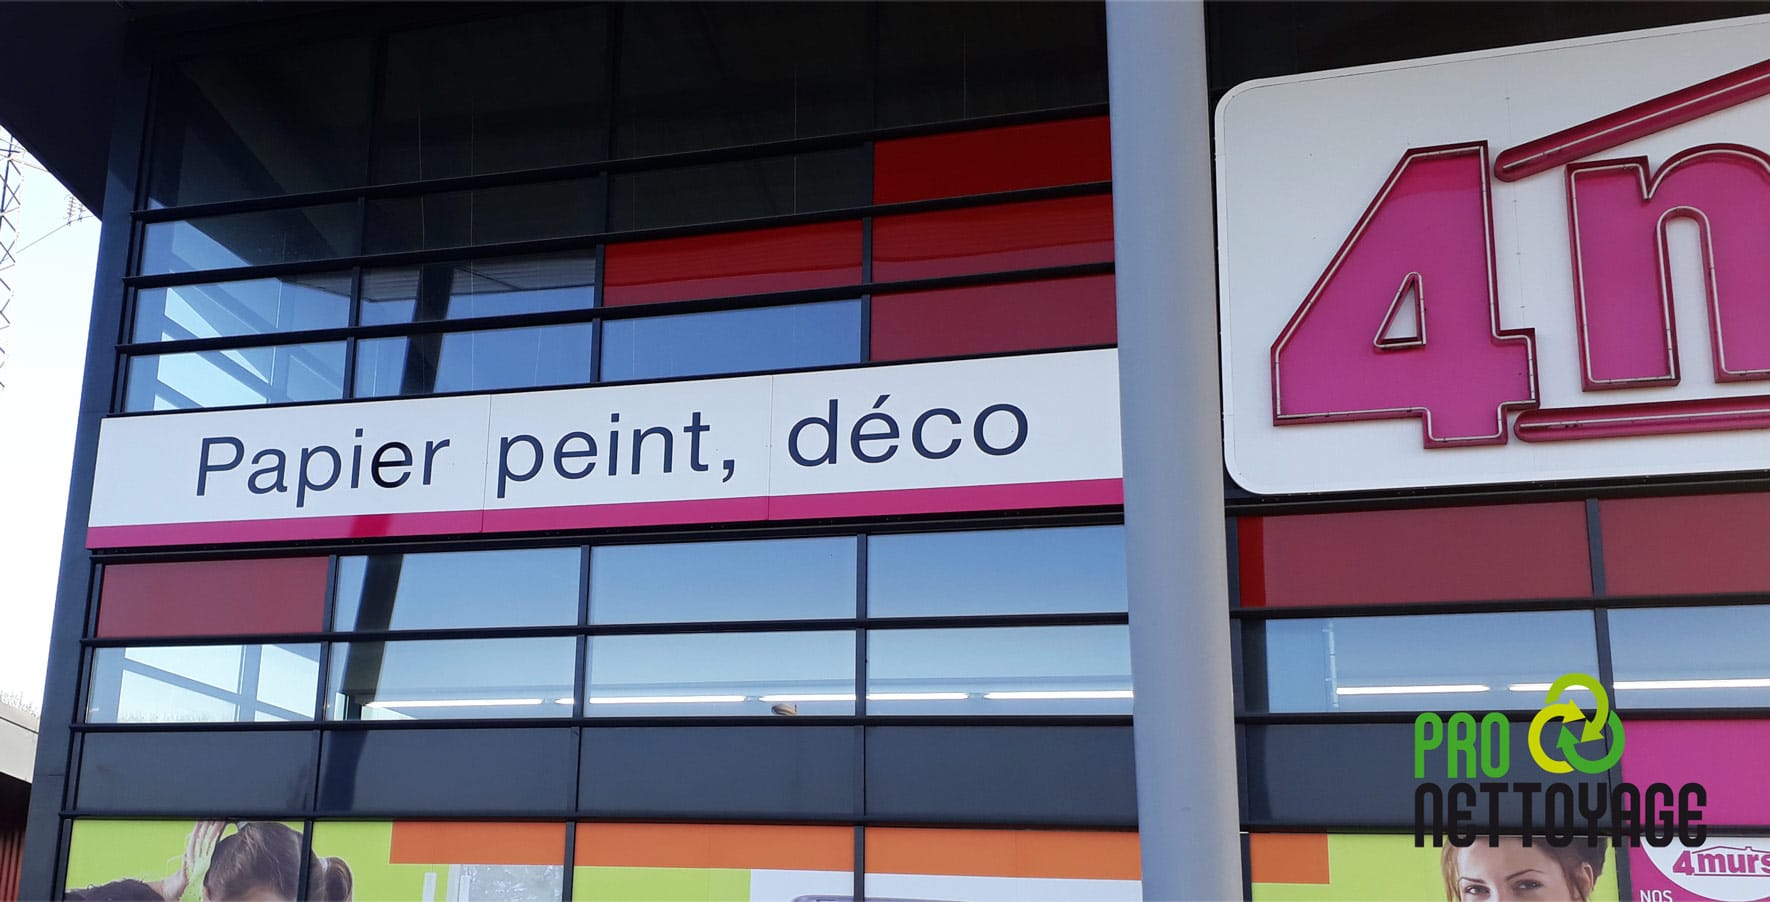 Papier peint, déco
4m
PRO
NETTOYAGE
4murs
NOS